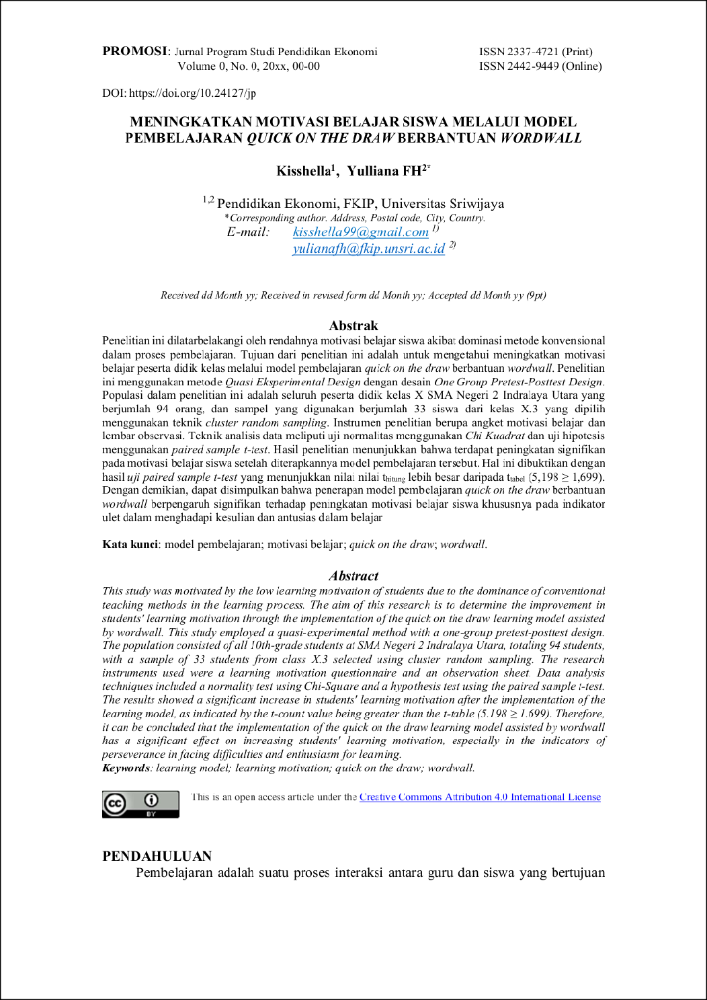 PROMOSI: Jurnal Program Studi Pendidikan Ekonomi ISSN 2337-4721 (Print)
Volume 0, No. 0, 20xx, 00-00 ISSN 2442-9449 (Online)
DOI: https://doi.org/10.24127/jp
MENINGKATKAN MOTIVASI BELAJAR SISWA MELALUI MODEL
PEMBELAJARAN QUICK ON THE DRAW BERBANTUAN WORDWALL
Kisshella1, Yulliana FH2*
1,2 Pendidikan Ekonomi, FKIP, Universitas Sriwijaya
*Corresponding author. Address, Postal code, City, Country.
E-mail: kisshella99@gmail.com 1)
yulianafh@fkip.unsri.ac.id 2)
Received dd Month yy; Received in revised form dd Month yy; Accepted dd Month yy (9pt)
Abstrak
Penelitian ini dilatarbelakangi oleh rendahnya motivasi belajar siswa akibat dominasi metode konvensional
dalam proses pembelajaran. Tujuan dari penelitian ini adalah untuk mengetahui meningkatkan motivasi
belajar peserta didik kelas melalui model pembelajaran quick on the draw berbantuan wordwall. Penelitian
ini menggunakan metode Quasi Eksperimental Design dengan desain One Group Pretest-Posttest Design.
Populasi dalam penelitian ini adalah seluruh peserta didik kelas X SMA Negeri 2 Indralaya Utara yang
berjumlah 94 orang, dan sampel yang digunakan berjumlah 33 siswa dari kelas X.3 yang dipilih
menggunakan teknik cluster random sampling. Instrumen penelitian berupa angket motivasi belajar dan
lembar observasi. Teknik analisis data meliputi uji normalitas menggunakan Chi Kuadrat dan uji hipotesis
menggunakan paired sample t-test. Hasil penelitian menunjukkan bahwa terdapat peningkatan signifikan
pada motivasi belajar siswa setelah diterapkannya model pembelajaran tersebut. Hal ini dibuktikan dengan
hasil uji paired sample t-test yang menunjukkan nilai nilai thitung lebih besar daripada ttabel (5,198 ≥ 1,699).
Dengan demikian, dapat disimpulkan bahwa penerapan model pembelajaran quick on the draw berbantuan
wordwall berpengaruh signifikan terhadap peningkatan motivasi belajar siswa khususnya pada indikator
ulet dalam menghadapi kesulian dan antusias dalam belajar
Kata kunci: model pembelajaran; motivasi belajar; quick on the draw; wordwall.
Abstract
This study was motivated by the low learning motivation of students due to the dominance of conventional
teaching methods in the learning process. The aim of this research is to determine the improvement in
students' learning motivation through the implementation of the quick on the draw learning model assisted
by wordwall. This study employed a quasi-experimental method with a one-group pretest-posttest design.
The population consisted of all 10th-grade students at SMA Negeri 2 Indralaya Utara, totaling 94 students,
with a sample of 33 students from class X.3 selected using cluster random sampling. The research
instruments used were a learning motivation questionnaire and an observation sheet. Data analysis
techniques included a normality test using Chi-Square and a hypothesis test using the paired sample t-test.
The results showed a significant increase in students' learning motivation after the implementation of the
learning model, as indicated by the t-count value being greater than the t-table (5.198 ≥ 1.699). Therefore,
it can be concluded that the implementation of the quick on the draw learning model assisted by wordwall
has a significant effect on increasing students' learning motivation, especially in the indicators of
perseverance in facing difficulties and enthusiasm for learning.
Keywords: learning model; learning motivation; quick on the draw; wordwall.
cc BY This is an open access article under the Creative Commons Attribution 4.0 International License
PENDAHULUAN
Pembelajaran adalah suatu proses interaksi antara guru dan siswa yang bertujuan